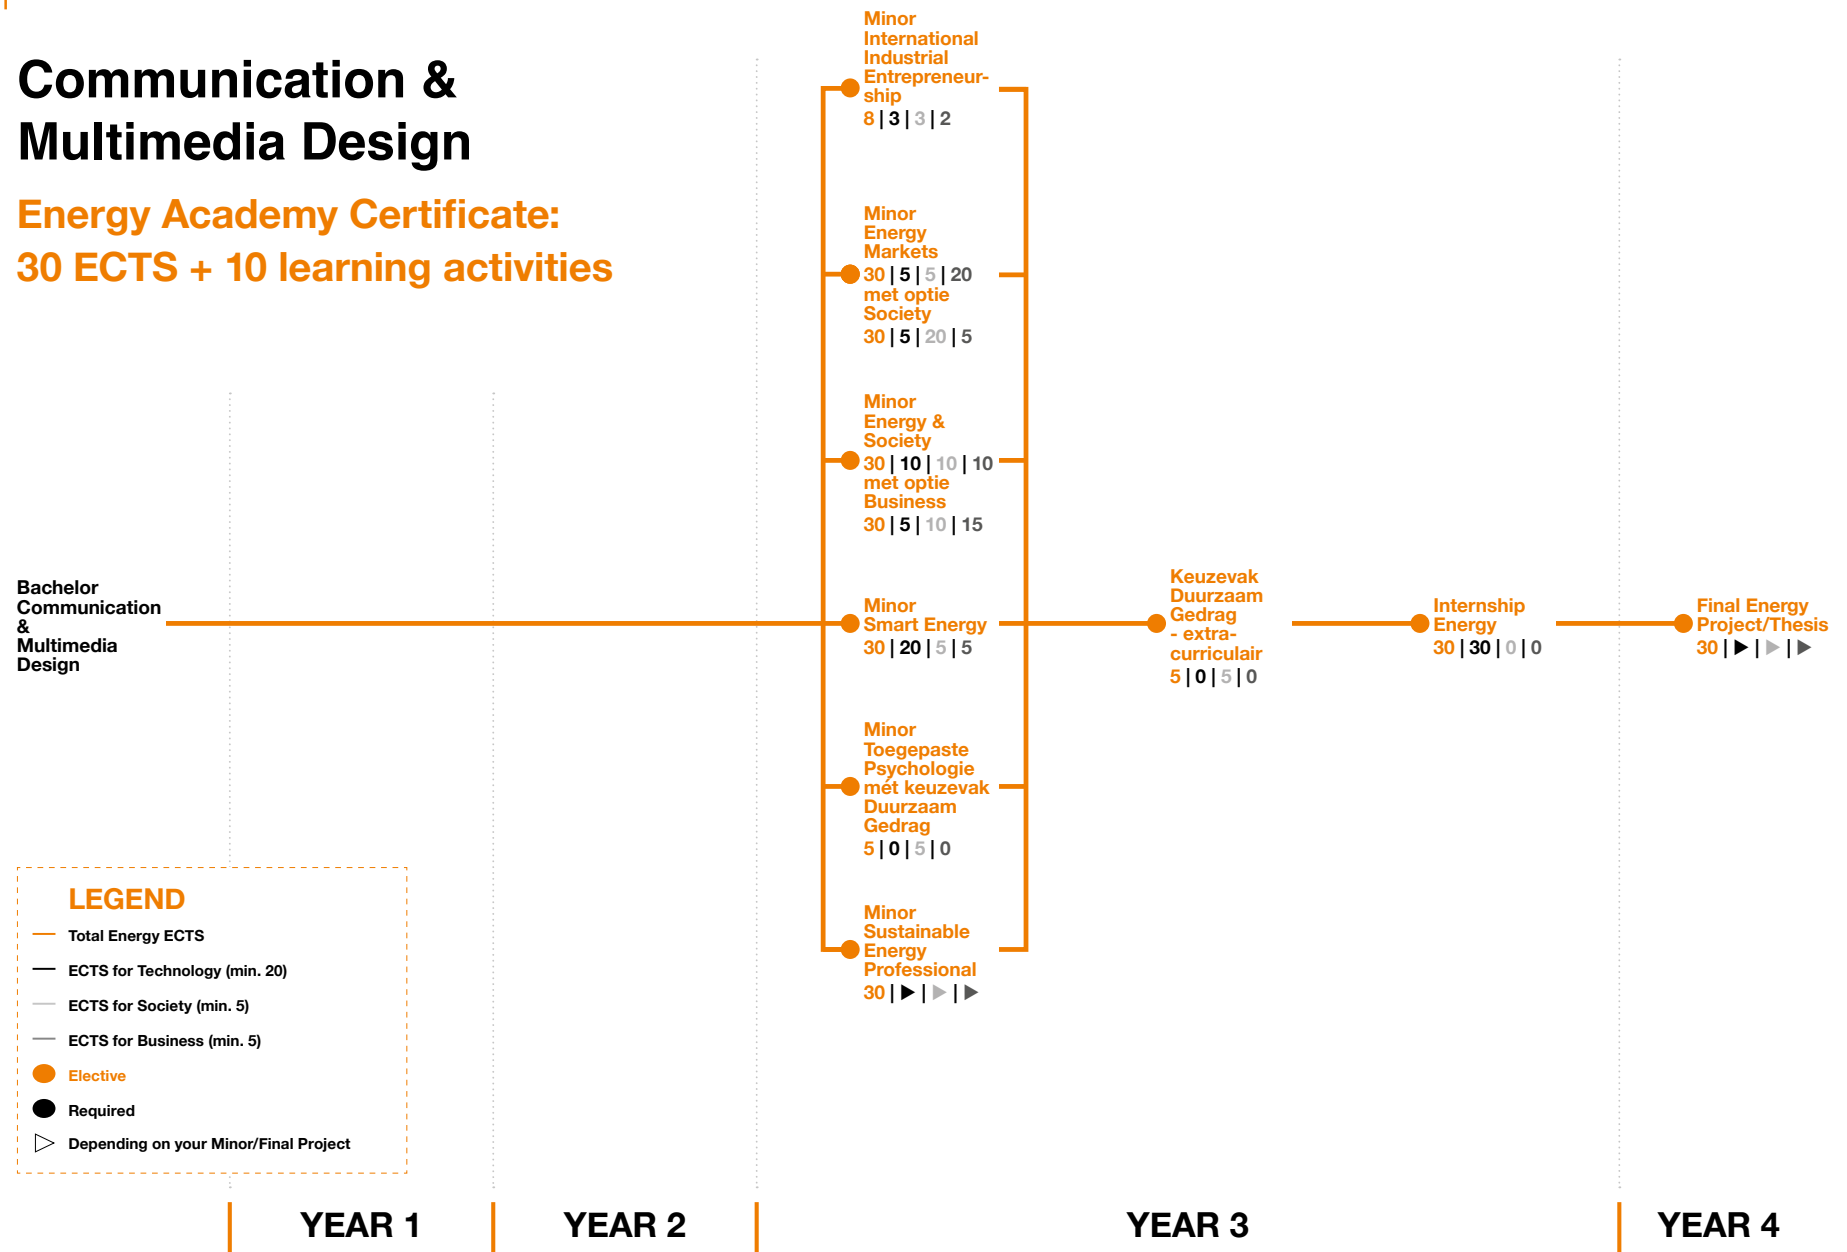 Communication &
Multimedia Design
Energy Academy Certificate:
30 ECTS + 10 learning activities
Minor
International
Industrial
Entrepreneur-
ship
8 | 3 | 3 | 2
Minor
Energy
Markets
30 | 5 | 5 | 20
met optie
Society
30 | 5 | 20 | 5
Minor
Energy &
Society
30 | 10 | 10 | 10
met optie
Business
30 | 5 | 10 | 15
Bachelor
Communication
&
Multimedia
Design
Minor
Smart Energy
30 | 20 | 5 | 5
Keuzevak
Duurzaam
Gedrag
- extra-
curriculair
5 | 0 | 5 | 0
Internship
Energy
30 | 30 | 0 | 0
Final Energy
Project/Thesis
30 | ▶ | ▶ | ▶
Minor
Toegepaste
Psychologie
mét keuzevak
Duurzaam
Gedrag
5 | 0 | 5 | 0
Minor
Sustainable
Energy
Professional
30 | ▶ | ▶ | ▶
LEGEND
Total Energy ECTS
ECTS for Technology (min. 20)
ECTS for Society (min. 5)
ECTS for Business (min. 5)
Elective
Required
Depending on your Minor/Final Project
YEAR 1
YEAR 2
YEAR 3
YEAR 4